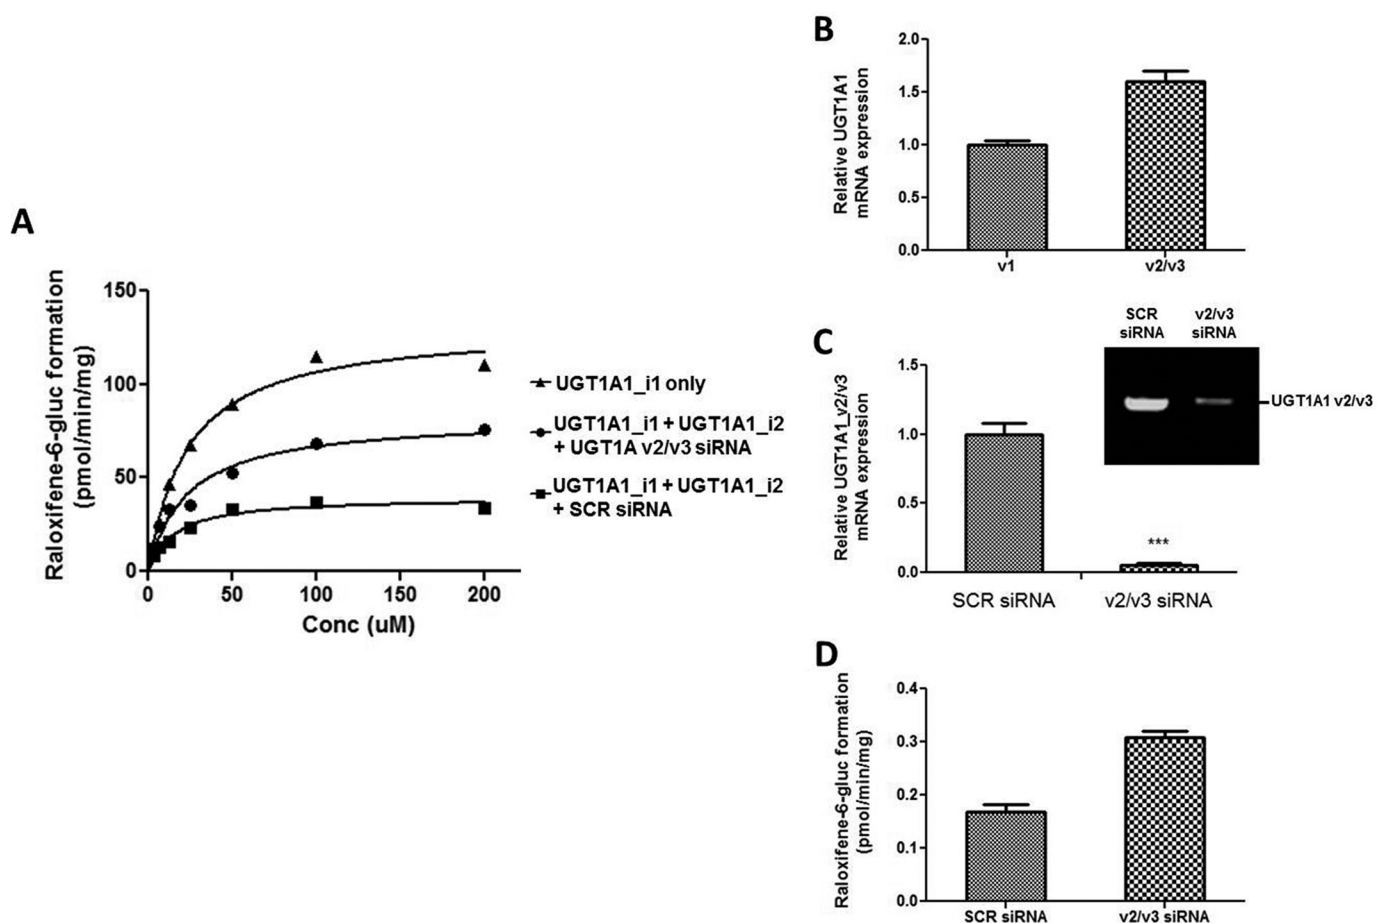 A
Raloxifene-6-gluc formation
(pmol/min/mg)
150
100
50
0
0
50
100
150
200
Conc (uM)
UGT1A1_i1 only
UGT1A1_i1 + UGT1A1_i2
+ UGT1A v2/v3 siRNA
UGT1A1_i1 + UGT1A1_i2
+ SCR siRNA
B
Relative UGT1A1
mRNA expression
2.0
1.5
1.0
0.5
0.0
v1
v2/v3
C
Relative UGT1A1_v2/v3
mRNA expression
1.5
1.0
0.5
0.0
***
SCR siRNA
v2/v3 siRNA
SCR
siRNA
v2/v3
siRNA
UGT1A1 v2/v3
D
Raloxifene-6-gluc formation
(pmol/min/mg)
0.4
0.3
0.2
0.1
0.0
SCR siRNA
v2/v3 siRNA